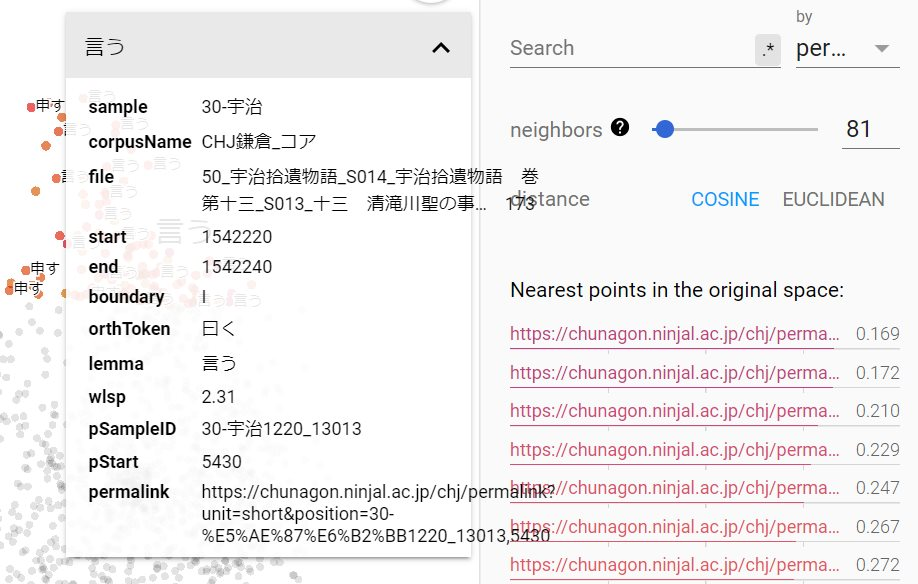 言う
sample 30-宇治
corpusName CHJ鎌倉_コア
file 50_宇治拾遺物語_S014_宇治拾遺物語　巻
第十三_S013_十三　清滝川聖の事…　173
start 1542220
end 1542240
boundary I
orthToken 曰く
lemma 言う
wlsp 2.31
pSampleID 30-宇治1220_13013
pStart 5430
permalink https://chunagon.ninjal.ac.jp/chj/permalink?
unit=short&position=30-
%E5%AE%87%E6%B2%BB1220_13013,5430
申す
言う
言う
申す
申す
言う
by
Search .* per...
neighbors ? 81
distance COSINE EUCLIDEAN
Nearest points in the original space:
https://chunagon.ninjal.ac.jp/chj/perma... 0.169
https://chunagon.ninjal.ac.jp/chj/perma... 0.172
https://chunagon.ninjal.ac.jp/chj/perma... 0.210
https://chunagon.ninjal.ac.jp/chj/perma... 0.229
https://chunagon.ninjal.ac.jp/chj/perma... 0.247
https://chunagon.ninjal.ac.jp/chj/perma... 0.267
https://chunagon.ninjal.ac.jp/chj/perma... 0.272